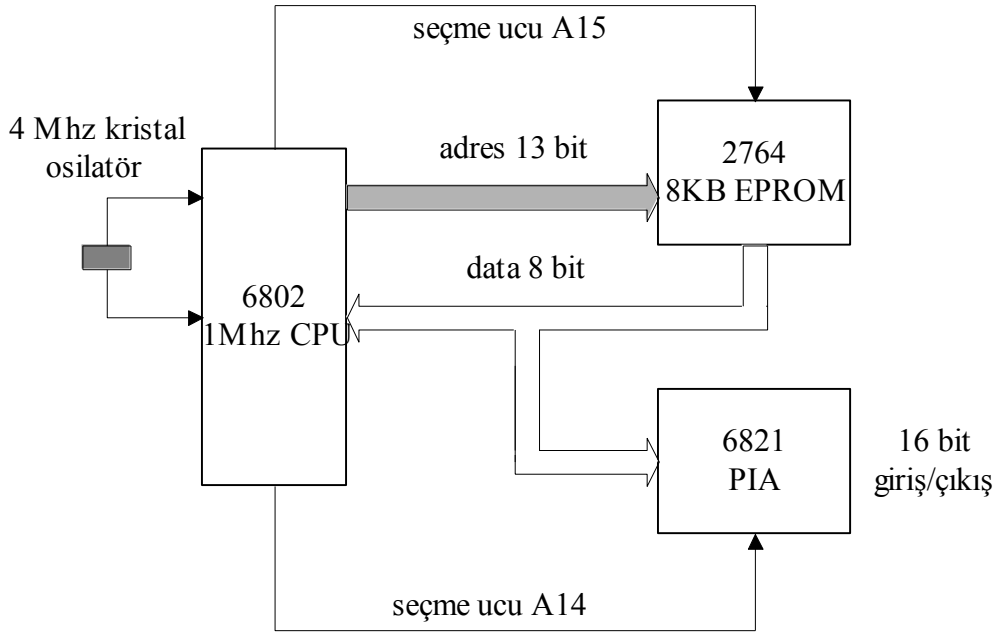 seçme ucu A15
4 Mhz kristal
osilatör
adres 13 bit
2764
8KB EPROM
data 8 bit
6802
1Mhz CPU
6821
PIA
16 bit
giriş/çıkış
seçme ucu A14